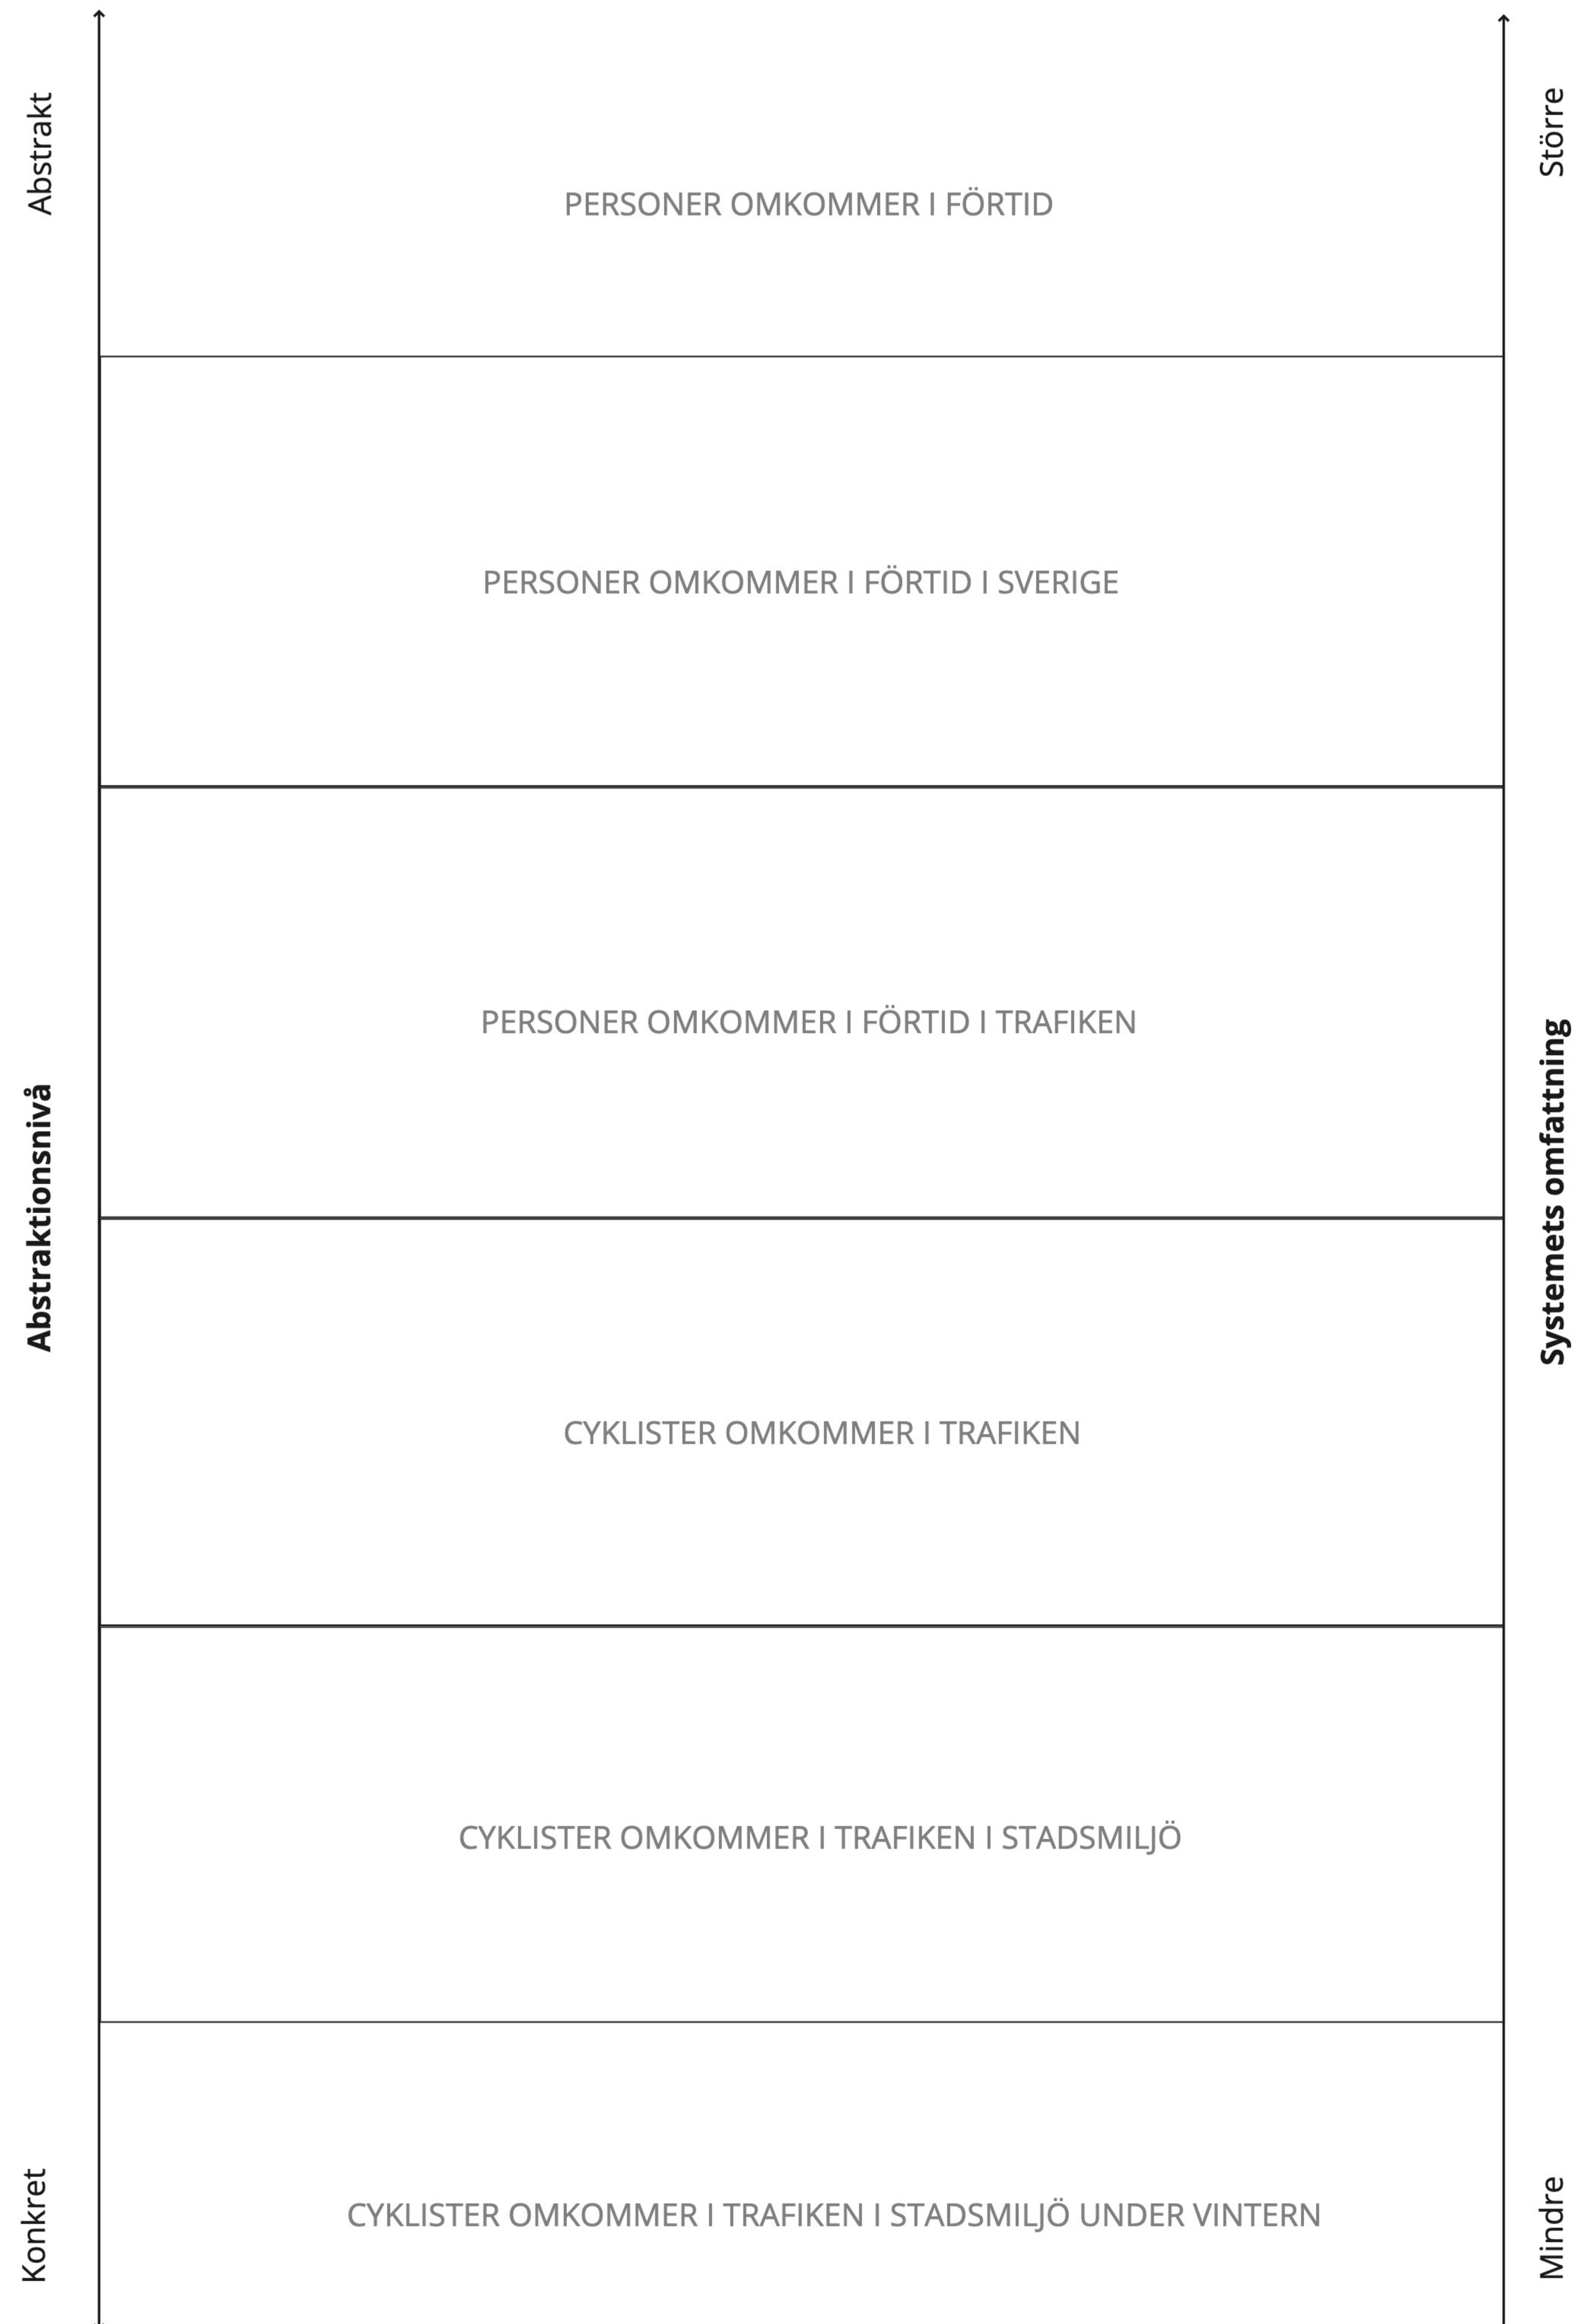 Abstrakt
Större
PERSONER OMKOMMER I FÖRTID
PERSONER OMKOMMER I FÖRTID I SVERIGE
PERSONER OMKOMMER I FÖRTID I TRAFIKEN
Abstraktionsnivå
Systemets omfattning
CYKLISTER OMKOMMER I TRAFIKEN
CYKLISTER OMKOMMER I TRAFIKEN I STADSMILJÖ
Konkret
Mindre
CYKLISTER OMKOMMER I TRAFIKEN I STADSMILJÖ UNDER VINTERN